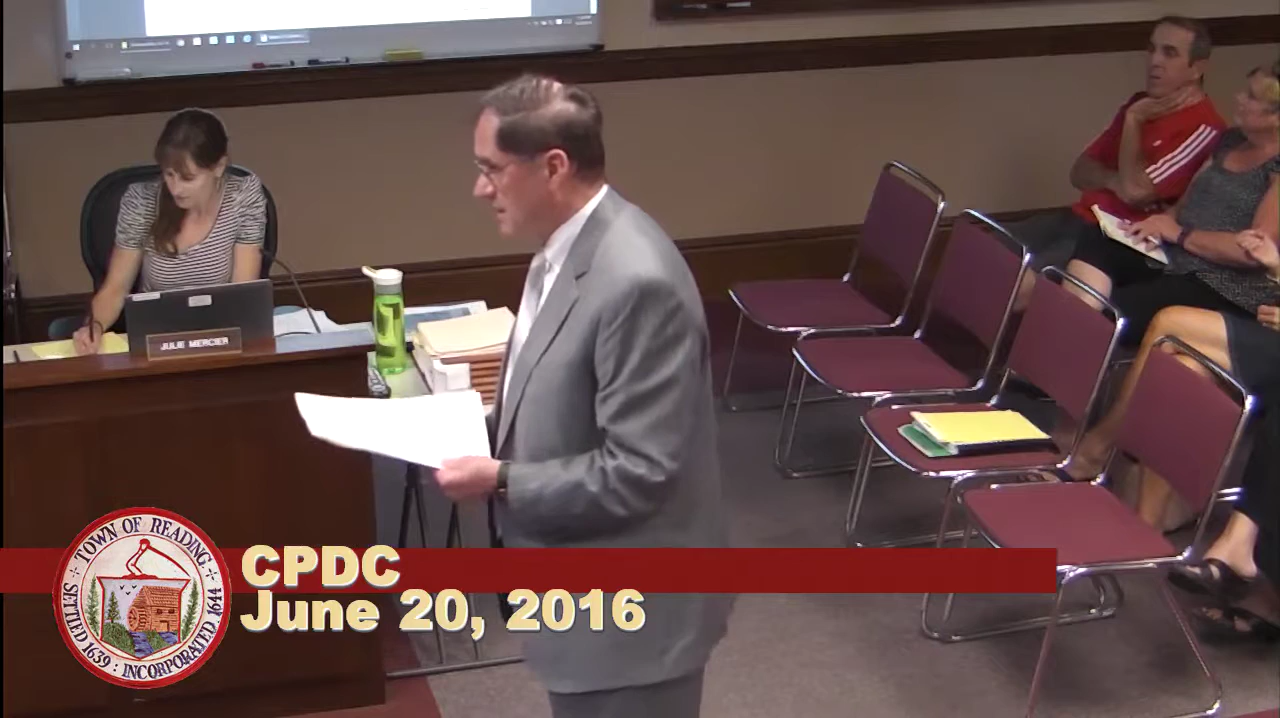 JULIE MERCIER
TOWN OF READING
SETTLED 1639 : INCORPORATED 1644
CPDC
June 20, 2016